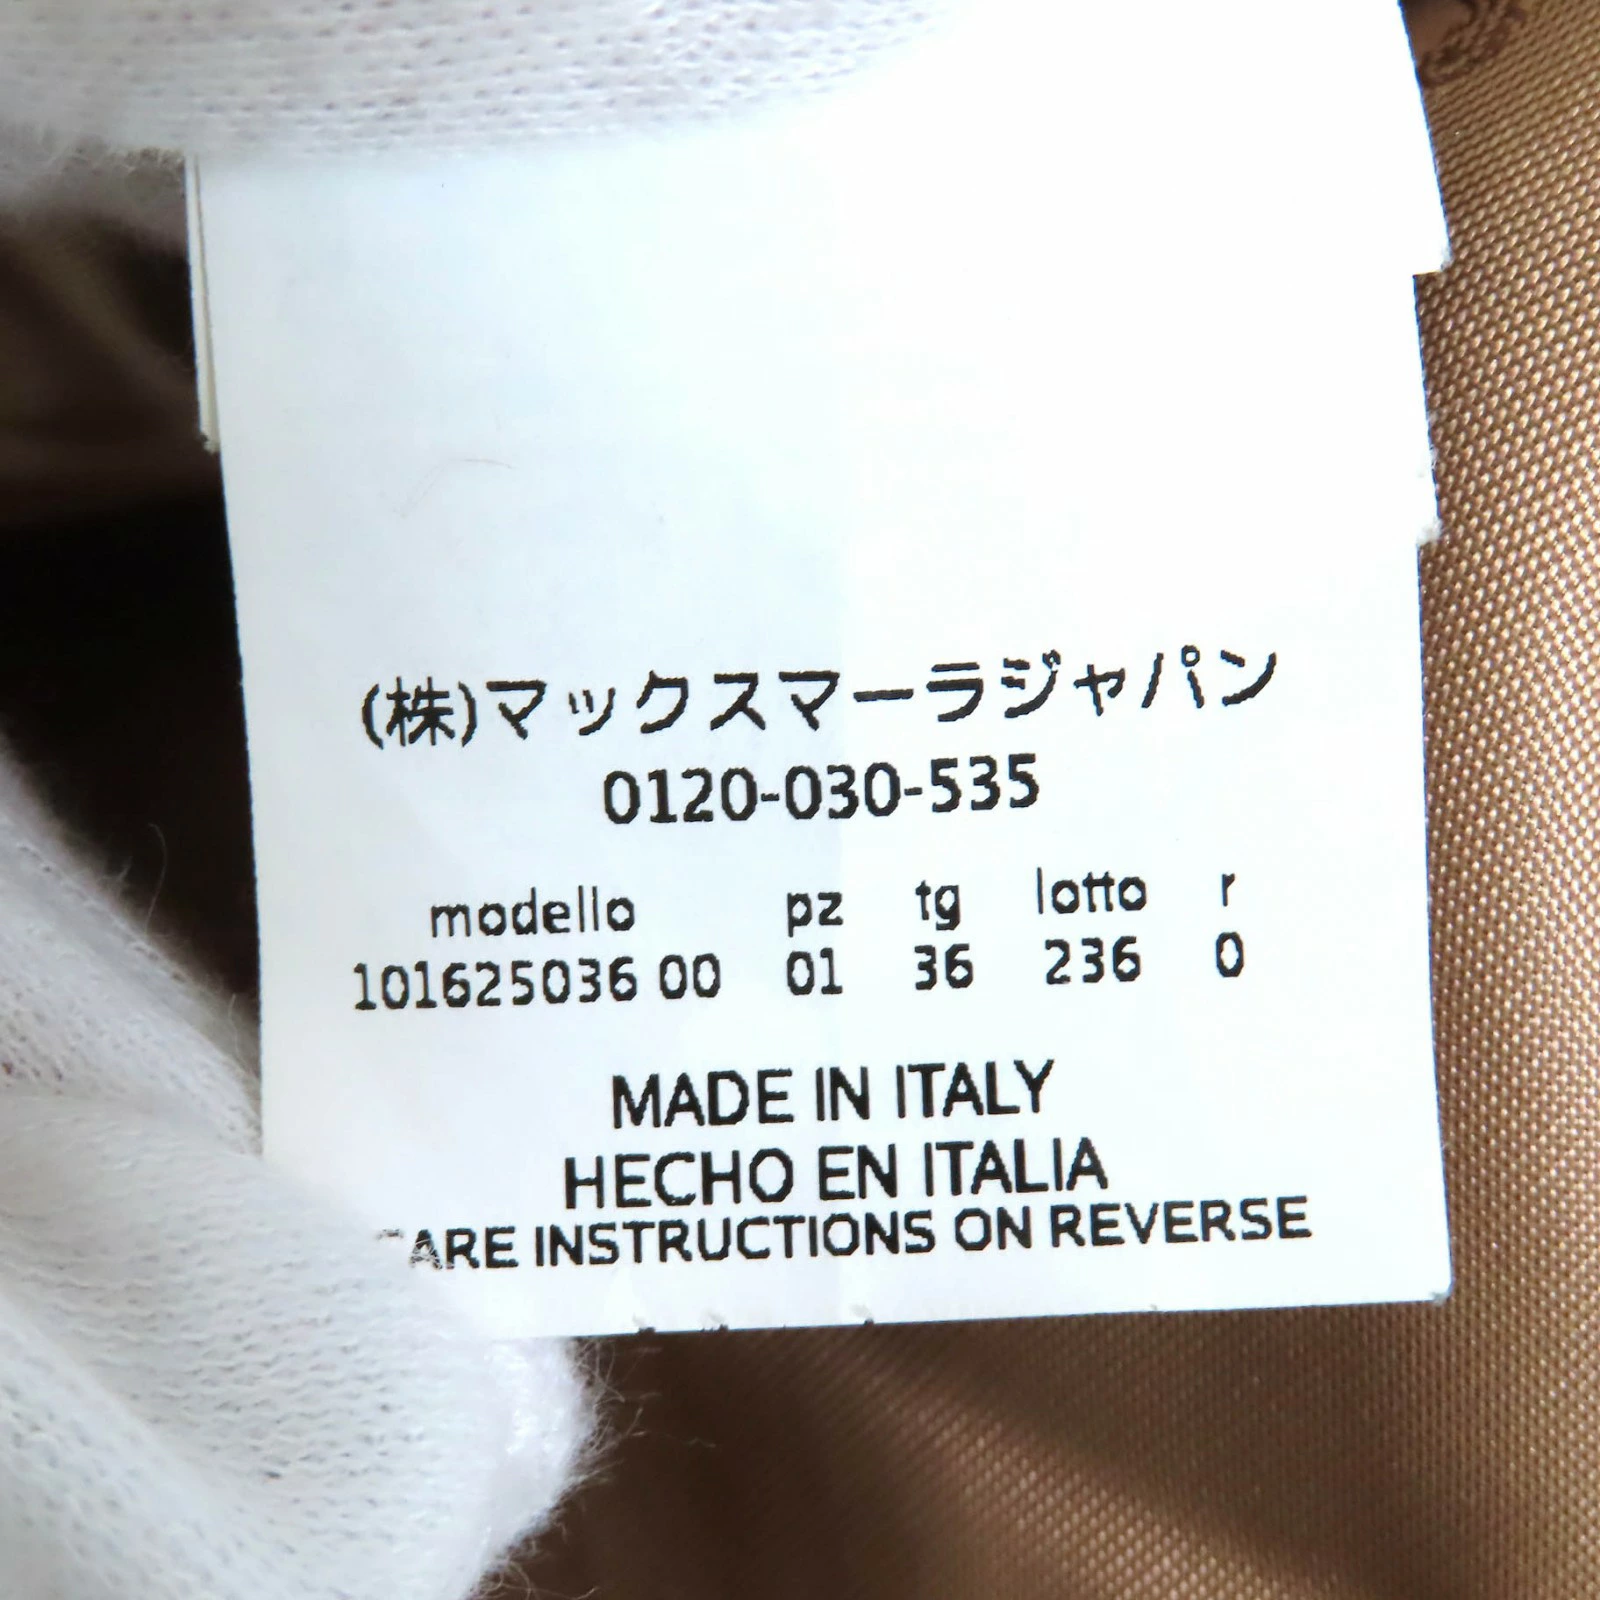 (株)マックスマーラジャパン
0120-030-535
modello pz tg lotto r
101625036 00 01 36 236 0
MADE IN ITALY
HECHO EN ITALIA
CARE INSTRUCTIONS ON REVERSE